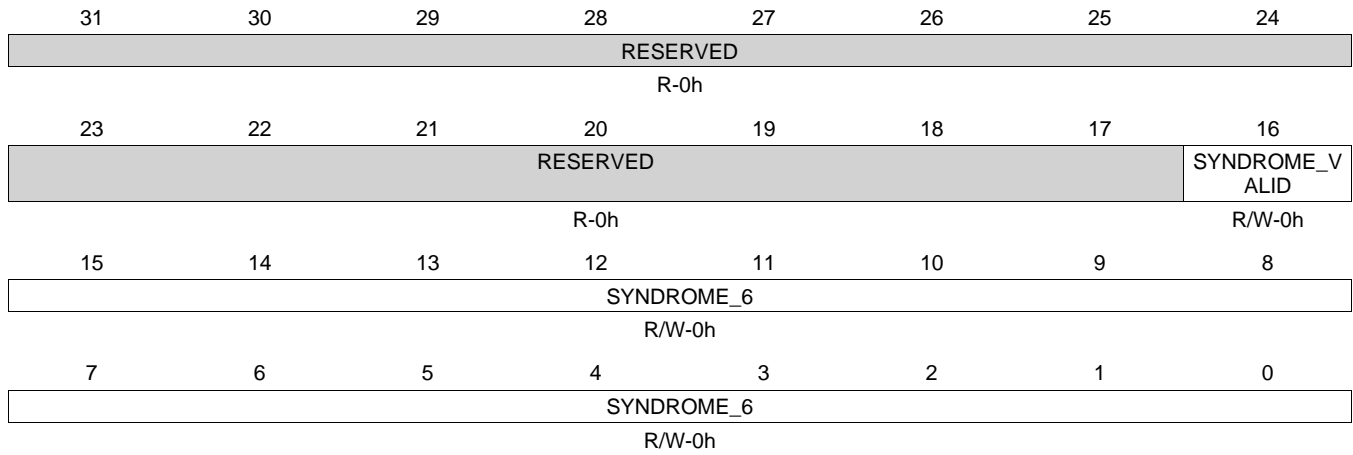 31 30 29 28 27 26 25 24
RESERVED
R-0h
23 22 21 20 19 18 17 16
RESERVED SYNDROME_V
ALID
R-0h R/W-0h
15 14 13 12 11 10 9 8
SYNDROME_6
R/W-0h
7 6 5 4 3 2 1 0
SYNDROME_6
R/W-0h